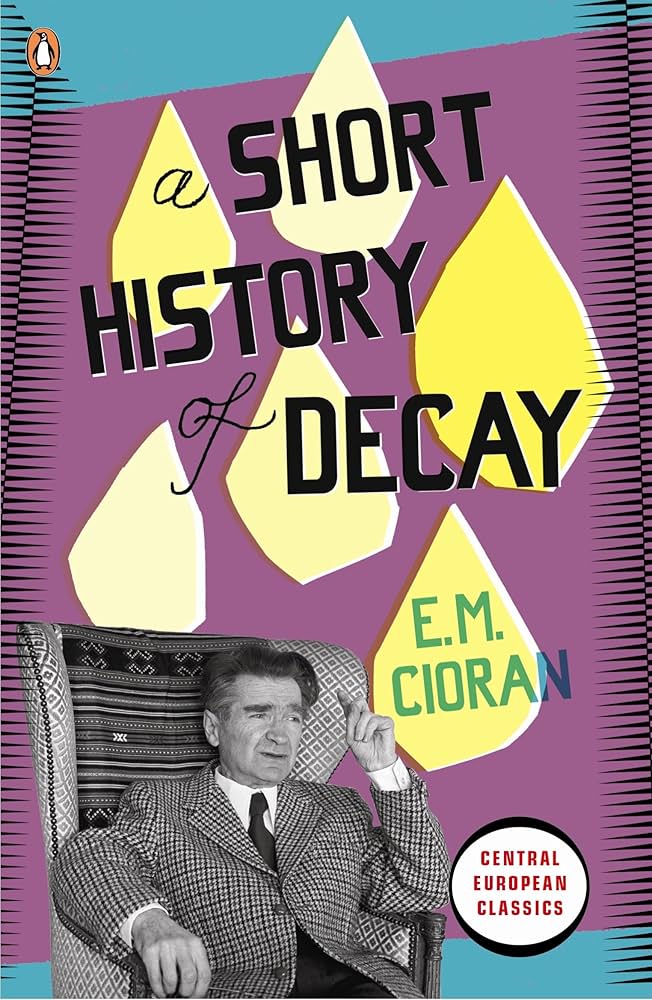 a SHORT
HISTORY
of DECAY
E.M.
CIORAN
CENTRAL
EUROPEAN
CLASSICS